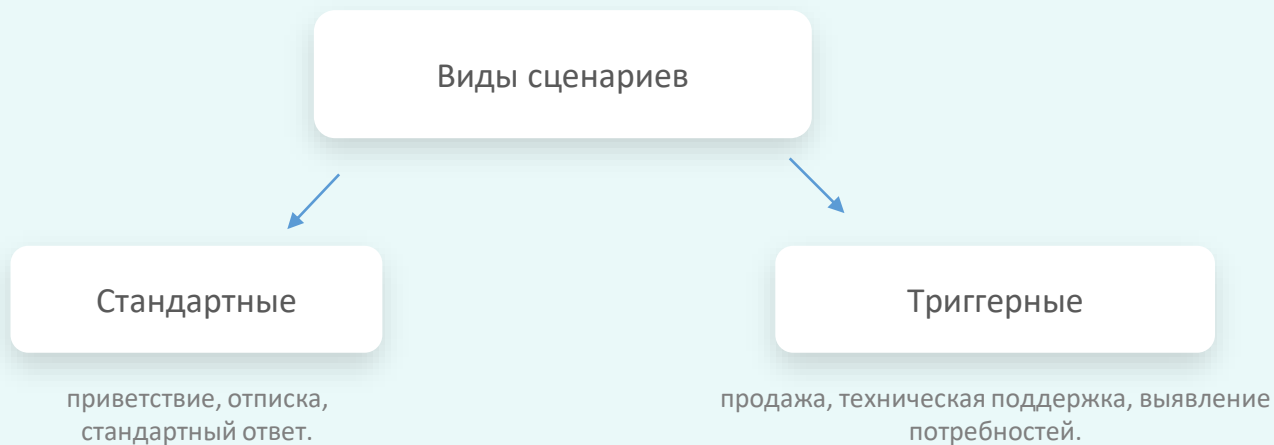 Виды сценариев
Стандартные
Триггерные
приветствие, отписка,
стандартный ответ.
продажа, техническая поддержка, выявление
потребностей.